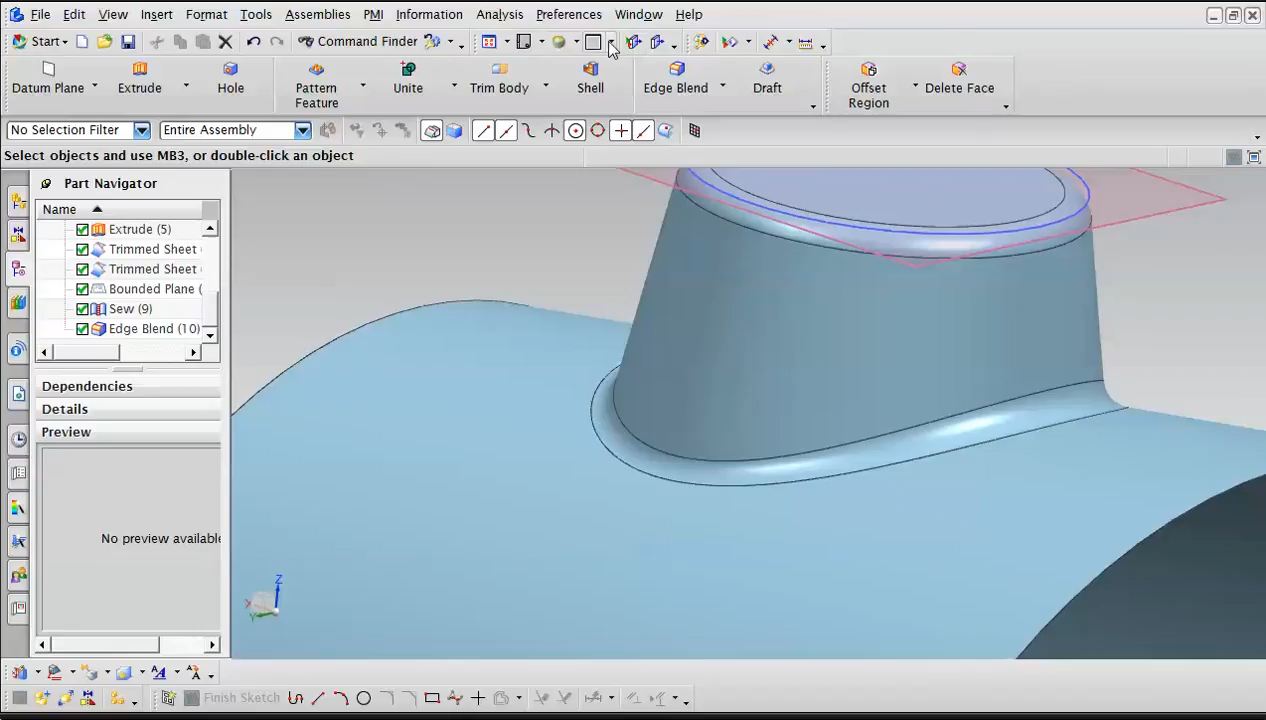 File Edit View Insert Format Tools Assemblies PMI Information Analysis Preferences Window Help
Start Command Finder
Datum Plane Extrude Hole Pattern Feature Unite Trim Body Shell Edge Blend Draft Offset Region Delete Face
No Selection Filter Entire Assembly
Select objects and use MB3, or double-click an object
Part Navigator
Name
Extrude (5)
Trimmed Sheet
Trimmed Sheet
Bounded Plane (
Sew (9)
Edge Blend (10)
Dependencies
Details
Preview
No preview available
Z
X
Y
Finish Sketch